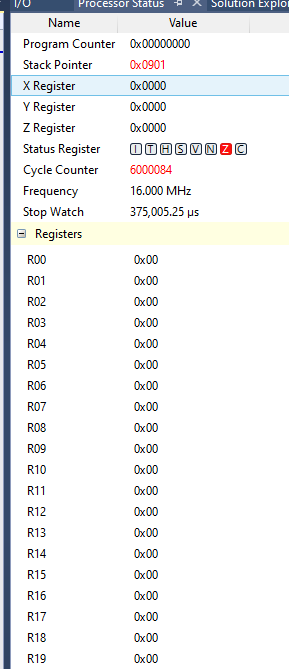 I/O Processor Status Solution Explor
Name Value
Program Counter 0x00000000
Stack Pointer 0x0901
X Register 0x0000
Y Register 0x0000
Z Register 0x0000
Status Register I T H S V N Z C
Cycle Counter 6000084
Frequency 16.000 MHz
Stop Watch 375,005.25 µs
Registers
R00 0x00
R01 0x00
R02 0x00
R03 0x00
R04 0x00
R05 0x00
R06 0x00
R07 0x00
R08 0x00
R09 0x00
R10 0x00
R11 0x00
R12 0x00
R13 0x00
R14 0x00
R15 0x00
R16 0x00
R17 0x00
R18 0x00
R19 0x00